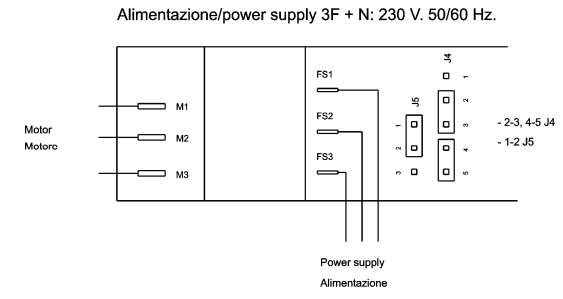 Alimentazione/power supply 3F + N: 230 V. 50/60 Hz.
J4
FS1
1
J5
2
M1
FS2
1
3
- 2-3, 4-5 J4
Motor
Motore
M2
2
4
- 1-2 J5
FS3
M3
3
5
Power supply
Alimentazione